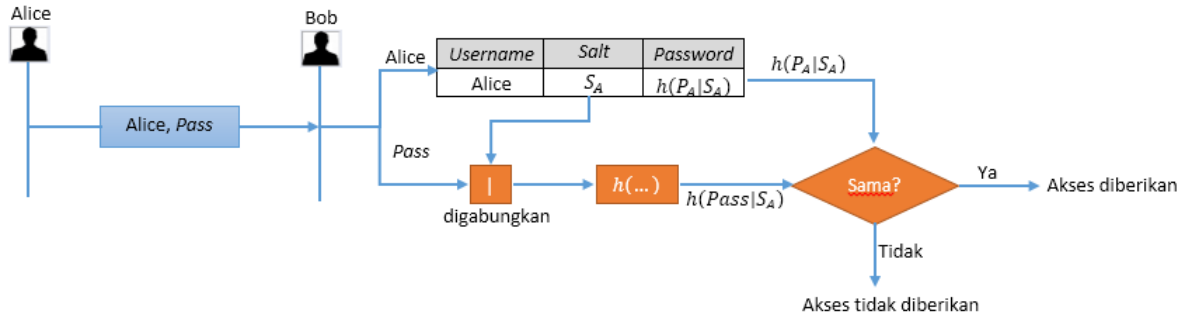 Alice
Bob
Alice, Pass
Alice
Username Salt Password
Alice S_A h(P_A|S_A)
h(P_A|S_A)
Pass
|
digabungkan
h(...)
h(Pass|S_A)
Sama?
Ya
Akses diberikan
Tidak
Akses tidak diberikan